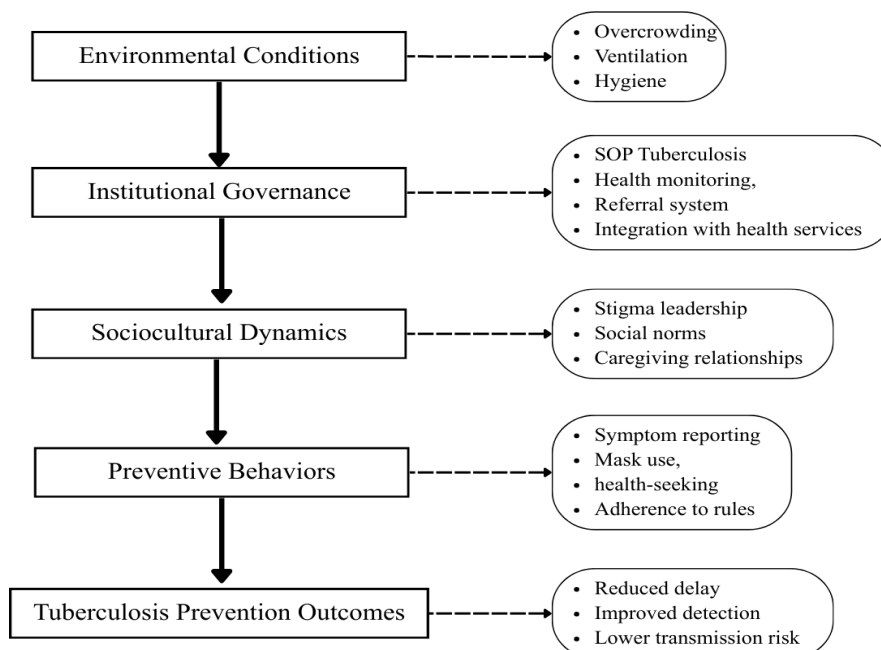 Environmental Conditions
• Overcrowding
• Ventilation
• Hygiene
Institutional Governance
• SOP Tuberculosis
• Health monitoring,
• Referral system
• Integration with health services
Sociocultural Dynamics
• Stigma leadership
• Social norms
• Caregiving relationships
Preventive Behaviors
• Symptom reporting
• Mask use,
• health-seeking
• Adherence to rules
Tuberculosis Prevention Outcomes
• Reduced delay
• Improved detection
• Lower transmission risk